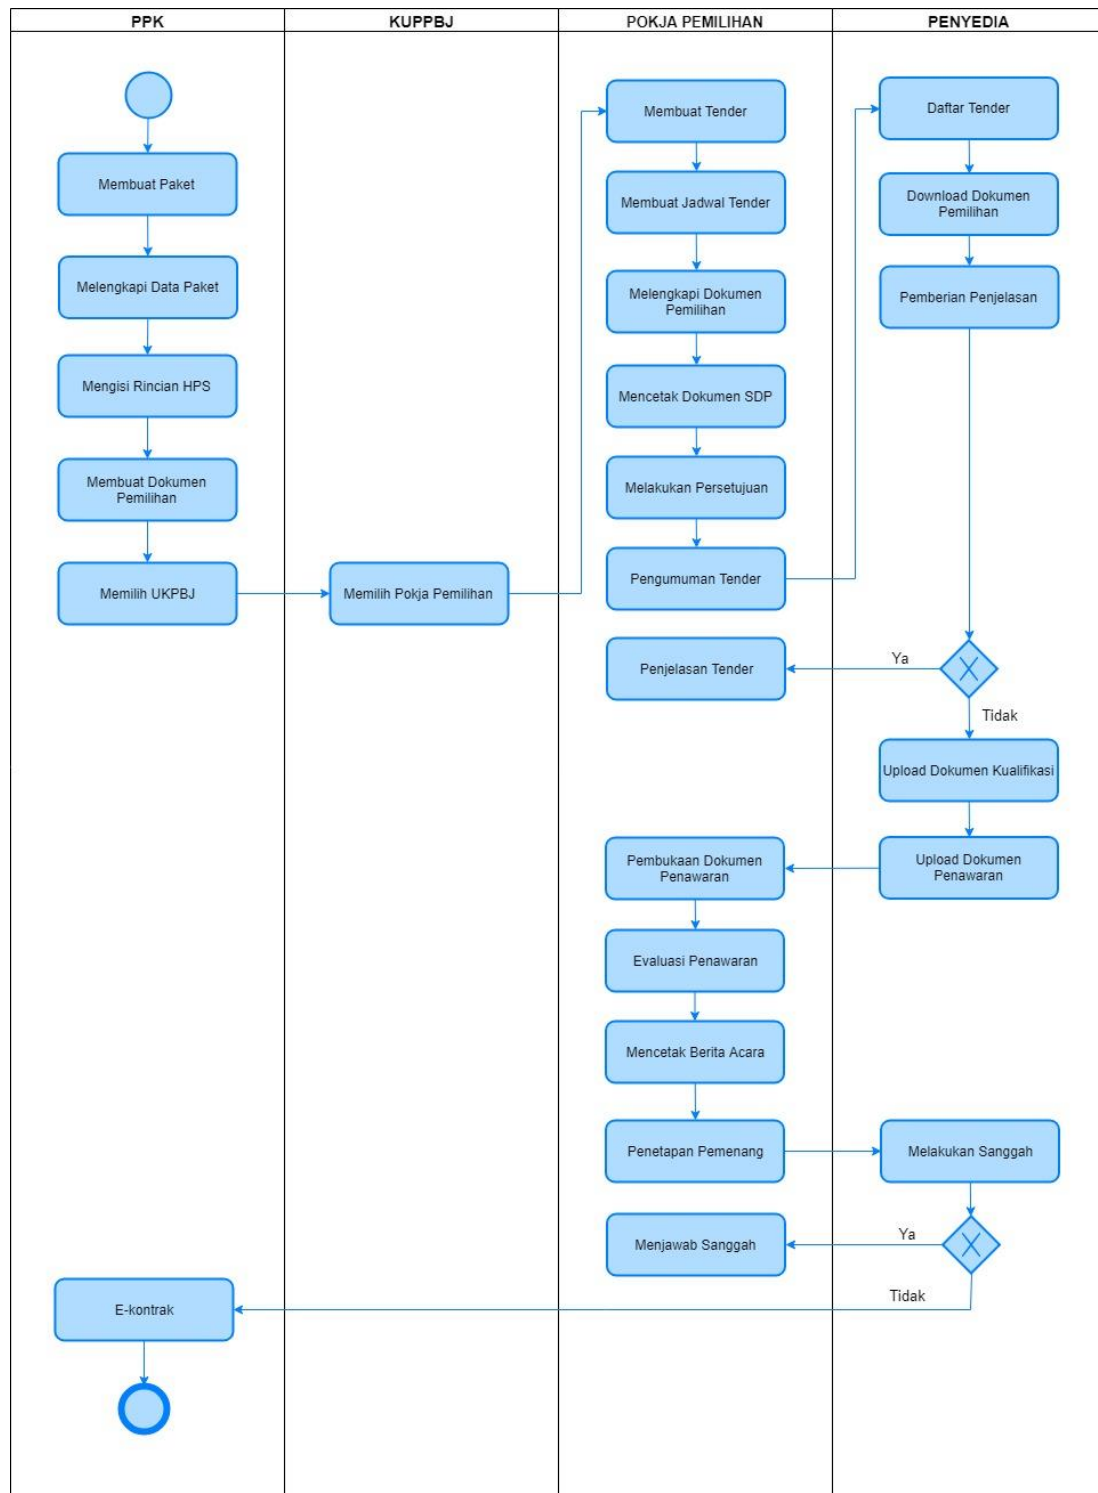 PPK
KUPPBJ
POKJA PEMILIHAN
PENYEDIA
Membuat Paket
Melengkapi Data Paket
Mengisi Rincian HPS
Membuat Dokumen
Pemilihan
Memilih UKPBJ
Memilih Pokja Pemilihan
Membuat Tender
Membuat Jadwal Tender
Melengkapi Dokumen
Pemilihan
Mencetak Dokumen SDP
Melakukan Persetujuan
Pengumuman Tender
Daftar Tender
Download Dokumen
Pemilihan
Pemberian Penjelasan
Ya
Penjelasan Tender
Tidak
Upload Dokumen Kualifikasi
Upload Dokumen
Penawaran
Pembukaan Dokumen
Penawaran
Evaluasi Penawaran
Mencetak Berita Acara
Penetapan Pemenang
Melakukan Sanggah
Ya
Menjawab Sanggah
Tidak
E-kontrak